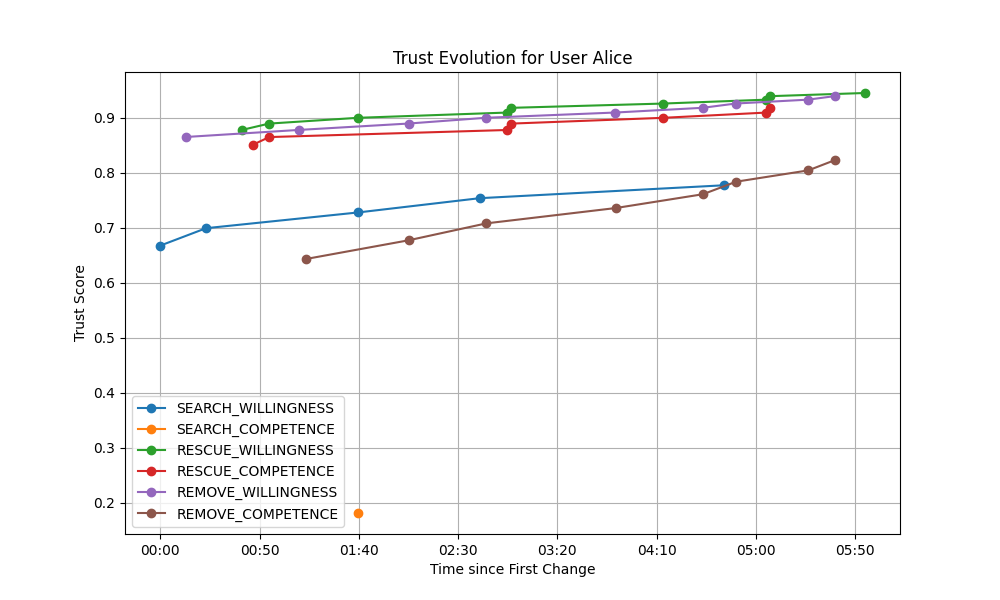 Trust Evolution for User Alice
Trust Score
0.9
0.8
0.7
0.6
0.5
0.4
0.3
0.2
SEARCH_WILLINGNESS
SEARCH_COMPETENCE
RESCUE_WILLINGNESS
RESCUE_COMPETENCE
REMOVE_WILLINGNESS
REMOVE_COMPETENCE
00:00 00:50 01:40 02:30 03:20 04:10 05:00 05:50
Time since First Change